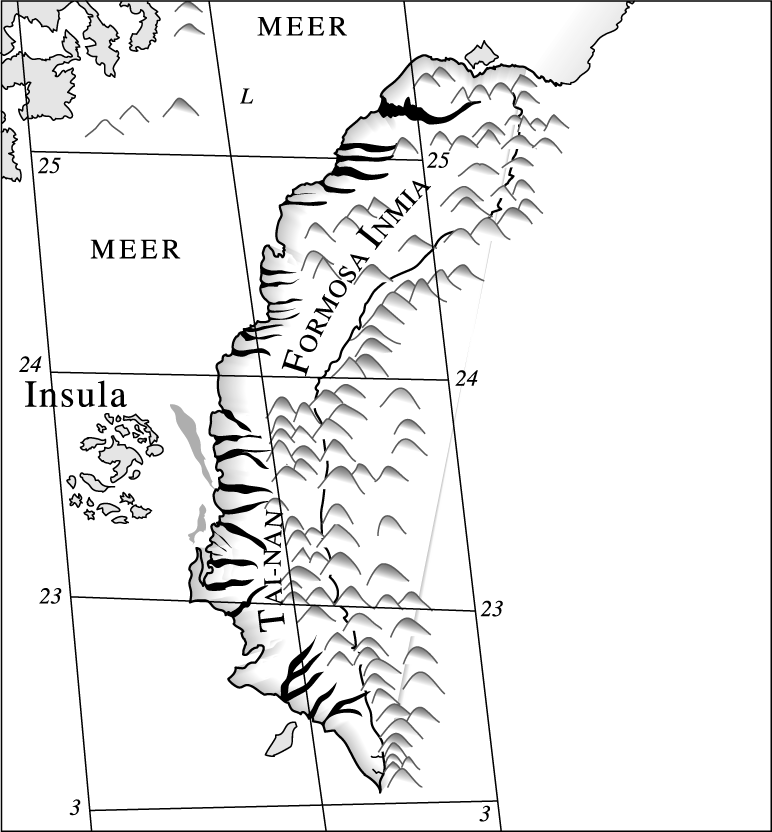 MEER
L
25
25
MEER
FORMOSA INMIA
24
24
Insula
TAI-NAN
23
23
3
3